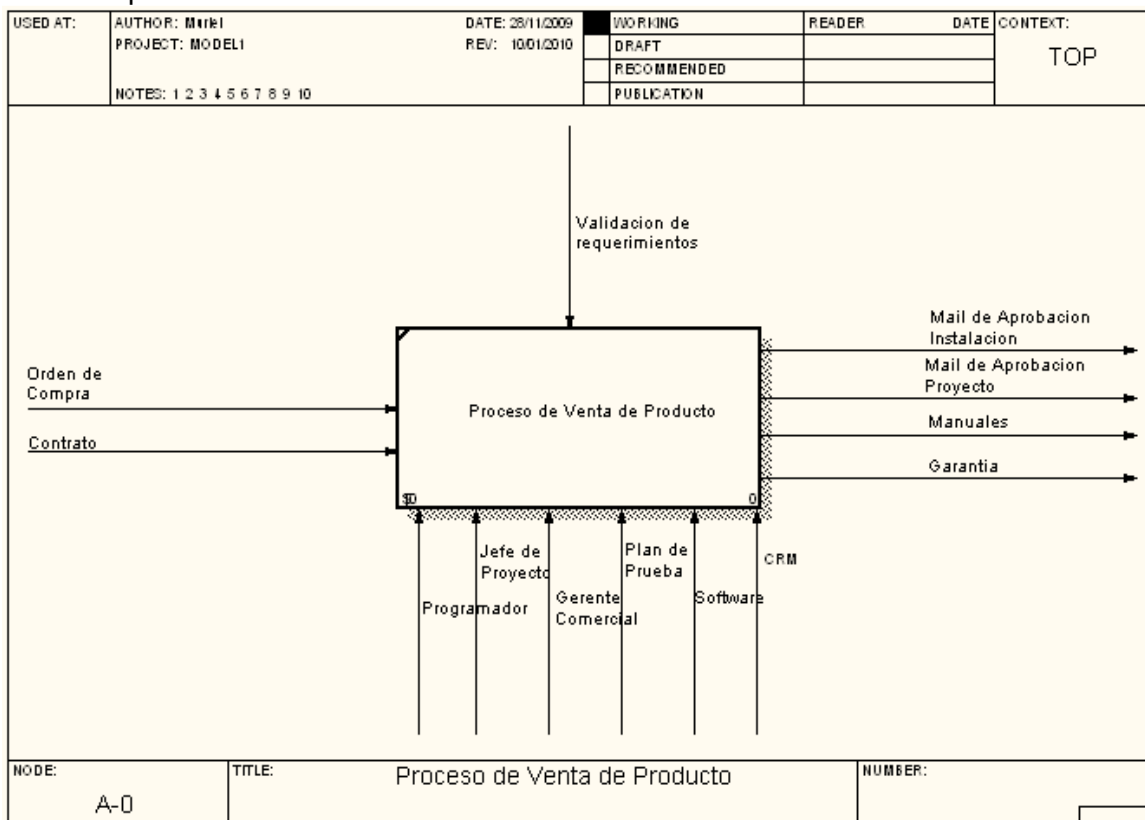 USED AT:
AUTHOR: Muriel
DATE: 28/11/2009
PROJECT: MODEL1
REV: 10/01/2010
NOTES: 1 2 3 4 5 6 7 8 9 10
WORKING
DRAFT
RECOMMENDED
PUBLICATION
READER
DATE
CONTEXT:
TOP
Validacion de
requerimientos
Orden de
Compra
Contrato
Proceso de Venta de Producto
$0
0
Mail de Aprobacion
Instalacion
Mail de Aprobacion
Proyecto
Manuales
Garantia
Programador
Jefe de
Proyecto
Gerente
Comercial
Plan de
Prueba
Software
CRM
NODE:
A-0
TITLE:
Proceso de Venta de Producto
NUMBER: